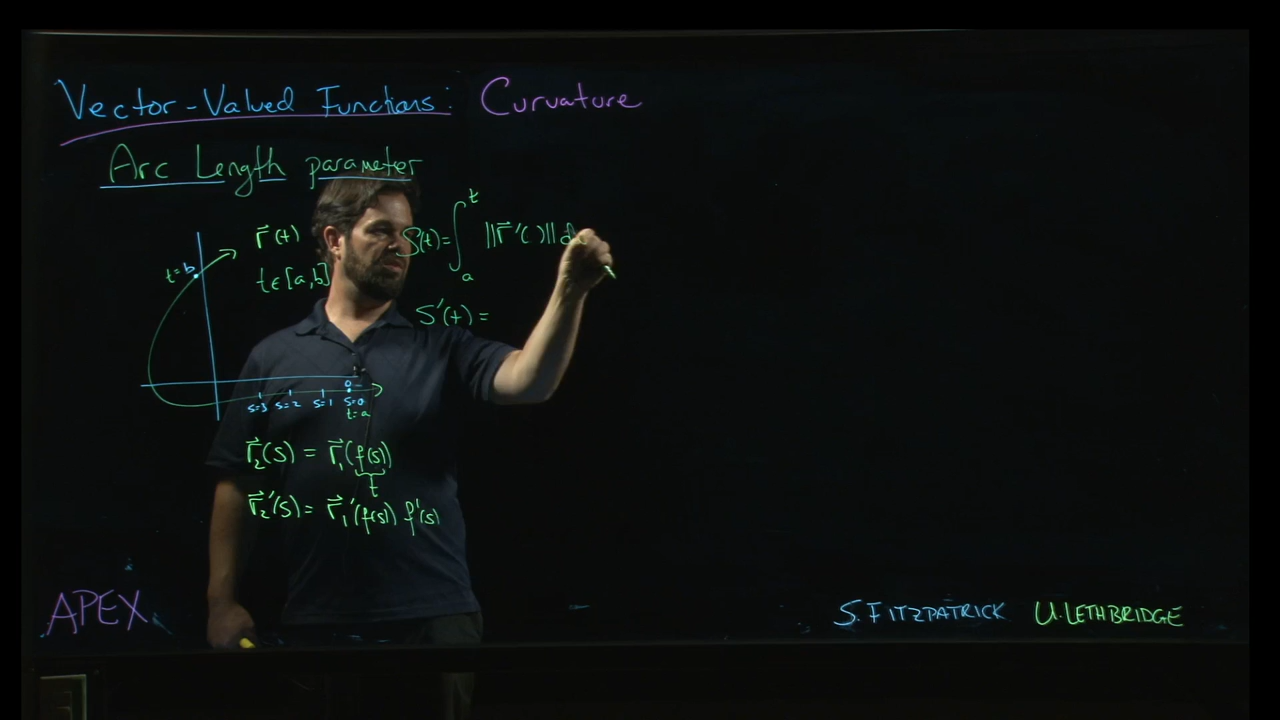 Vector-Valued Functions: Curvature
Arc Length parameter
r⃗(t)
t∈[a,b]
S(t) = ∫ₐᵗ ||r⃗'( )|| d
S'(t) =
t=b
0
s=3 s=2 s=1 s=0
t=a
r⃗₂(s) = r⃗₁(f(s))
t
r⃗₂'(s) = r⃗₁'(f(s)) f'(s)
APEX
S. FITZPATRICK U. LETHBRIDGE